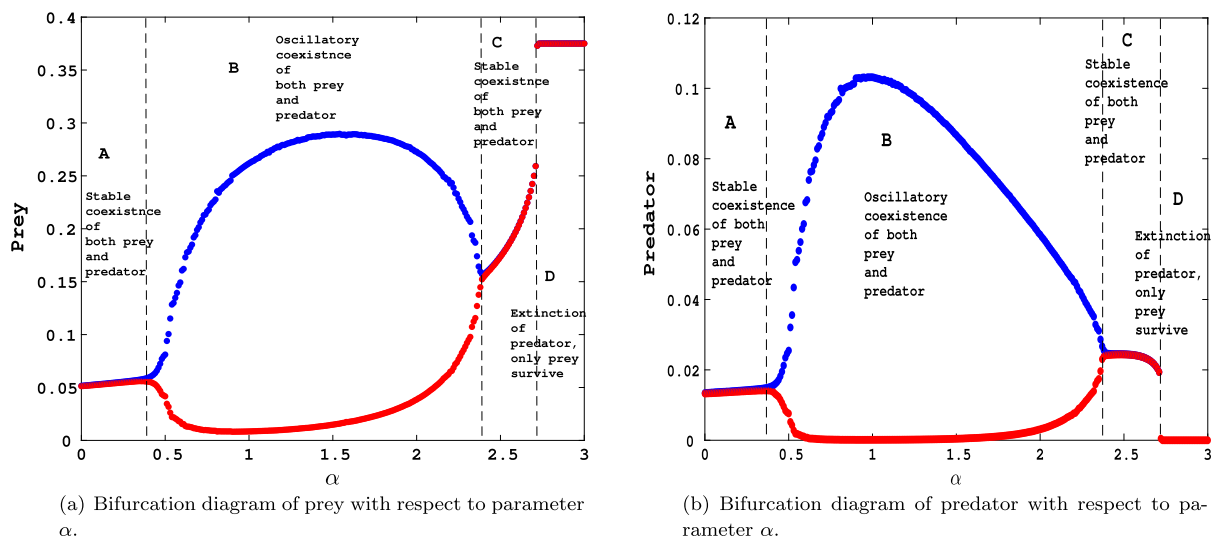 0.4
0.35
0.3
0.25
0.2
0.15
0.1
0.05
0
Prey
A
Stable
coexistnce
of
both prey
and
predator
B
Oscillatory
coexistnce
of
both prey
and
predator
C
Stable
coexistnce
of
both prey
and
predator
D
Extinction
of
predator,
only prey
survive
0
0.5
1
1.5
2
2.5
3
α
(a) Bifurcation diagram of prey with respect to parameter
α.
0.12
0.1
0.08
0.06
0.04
0.02
0
Predator
A
Stable
coexistence
of both
prey
and
predator
B
Oscillatory
coexistence
of both
prey
and
predator
C
Stable
coexistence
of both
prey
and
predator
D
Extinction
of
predator,
only
prey
survive
0
0.5
1
1.5
2
2.5
3
α
(b) Bifurcation diagram of predator with respect to pa-
rameter α.